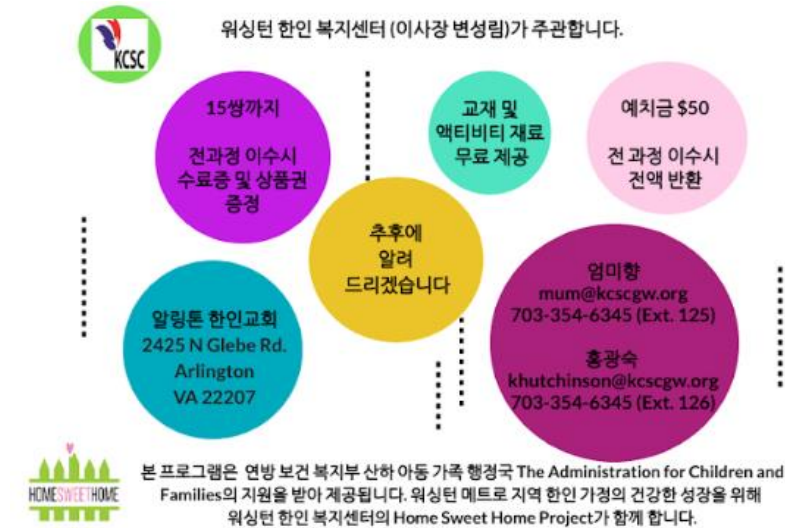 KCSC
워싱턴 한인 복지센터 (이사장 변성림)가 주관합니다.
15쌍까지
전과정 이수시
수료증 및 상품권
증정
교재 및
액티비티 재료
무료 제공
예치금 $50
전 과정 이수시
전액 반환
추후에
알려
드리겠습니다
알링톤 한인교회
2425 N Glebe Rd.
Arlington
VA 22207
엄미향
mum@kcscgw.org
703-354-6345 (Ext. 125)
홍광숙
khutchinson@kcscgw.org
703-354-6345 (Ext. 126)
HOMESWEETHOME
본 프로그램은 연방 보건 복지부 산하 아동 가족 행정국 The Administration for Children and
Families의 지원을 받아 제공됩니다. 워싱턴 메트로 지역 한인 가정의 건강한 성장을 위해
워싱턴 한인 복지센터의 Home Sweet Home Project가 함께 합니다.